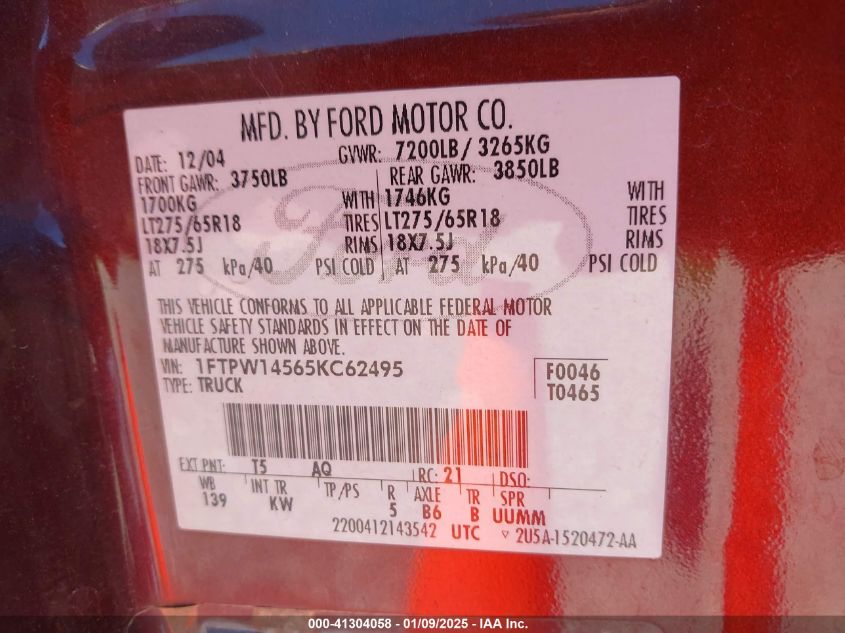 MFD. BY FORD MOTOR CO.
DATE: 12/04 GVWR: 7200LB/ 3265KG
FRONT GAWR: 3750LB REAR GAWR: 3850LB
1700KG WITH 1746KG WITH
LT275/65R18 TIRES LT275/65R18 TIRES
18X7.5J RIMS 18X7.5J RIMS
AT 275 kPa/40 PSI COLD AT 275 kPa/40 PSI COLD
Ford
THIS VEHICLE CONFORMS TO ALL APPLICABLE FEDERAL MOTOR
VEHICLE SAFETY STANDARDS IN EFFECT ON THE DATE OF
MANUFACTURE SHOWN ABOVE.
VIN: 1FTPW14565KC62495 F0046
TYPE: TRUCK T0465
EXT PNT: T5 AQ RC: 21 DSO:
WB INT TR TP/PS R AXLE TR SPR
139 KW 5 B6 B UUMM
2200412143542 UTC ▽ 2U5A-1520472-AA
000-41304058 - 01/09/2025 - IAA Inc.